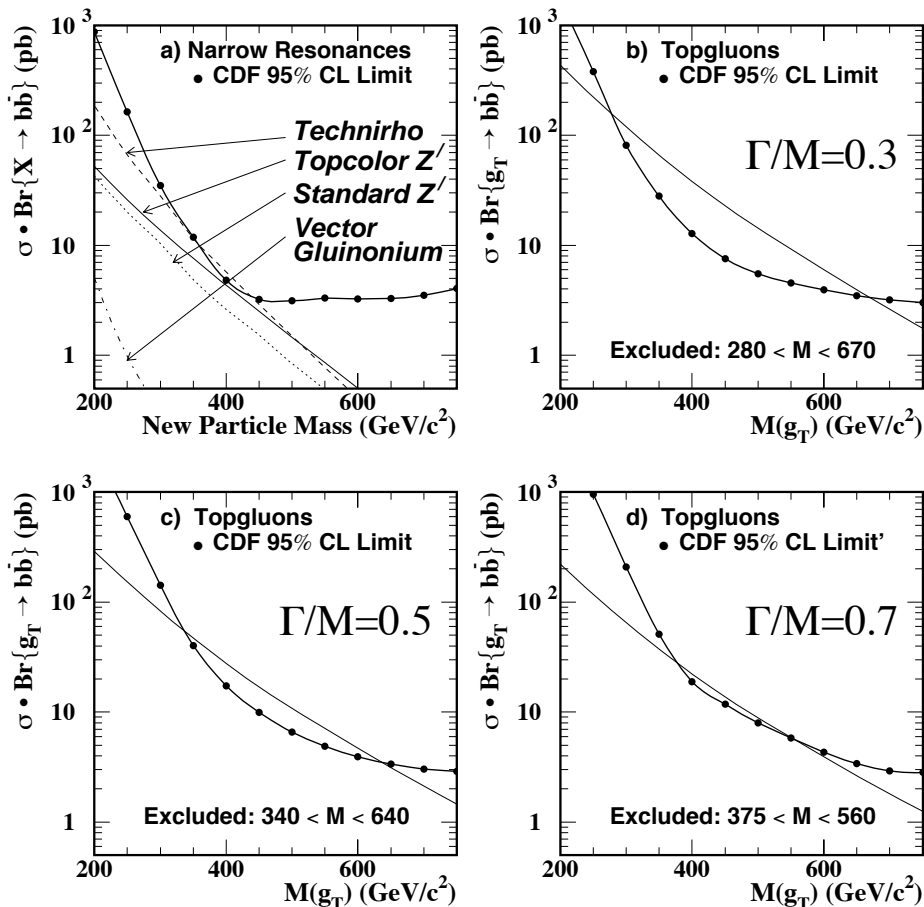 a) Narrow Resonances
● CDF 95% CL Limit
Technirho
Topcolor Z′
Standard Z′
Vector
Gluinonium
σ • Br{X → bb̄} (pb)
10³
10²
10
1
200 400 600
New Particle Mass (GeV/c²)
b) Topgluons
● CDF 95% CL Limit
Γ/M=0.3
Excluded: 280 < M < 670
σ • Br{g_T → bb̄} (pb)
10³
10²
10
1
200 400 600
M(g_T) (GeV/c²)
c) Topgluons
● CDF 95% CL Limit
Γ/M=0.5
Excluded: 340 < M < 640
σ • Br{g_T → bb̄} (pb)
10³
10²
10
1
200 400 600
M(g_T) (GeV/c²)
d) Topgluons
● CDF 95% CL Limit’
Γ/M=0.7
Excluded: 375 < M < 560
σ • Br{g_T → bb̄} (pb)
10³
10²
10
1
200 400 600
M(g_T) (GeV/c²)